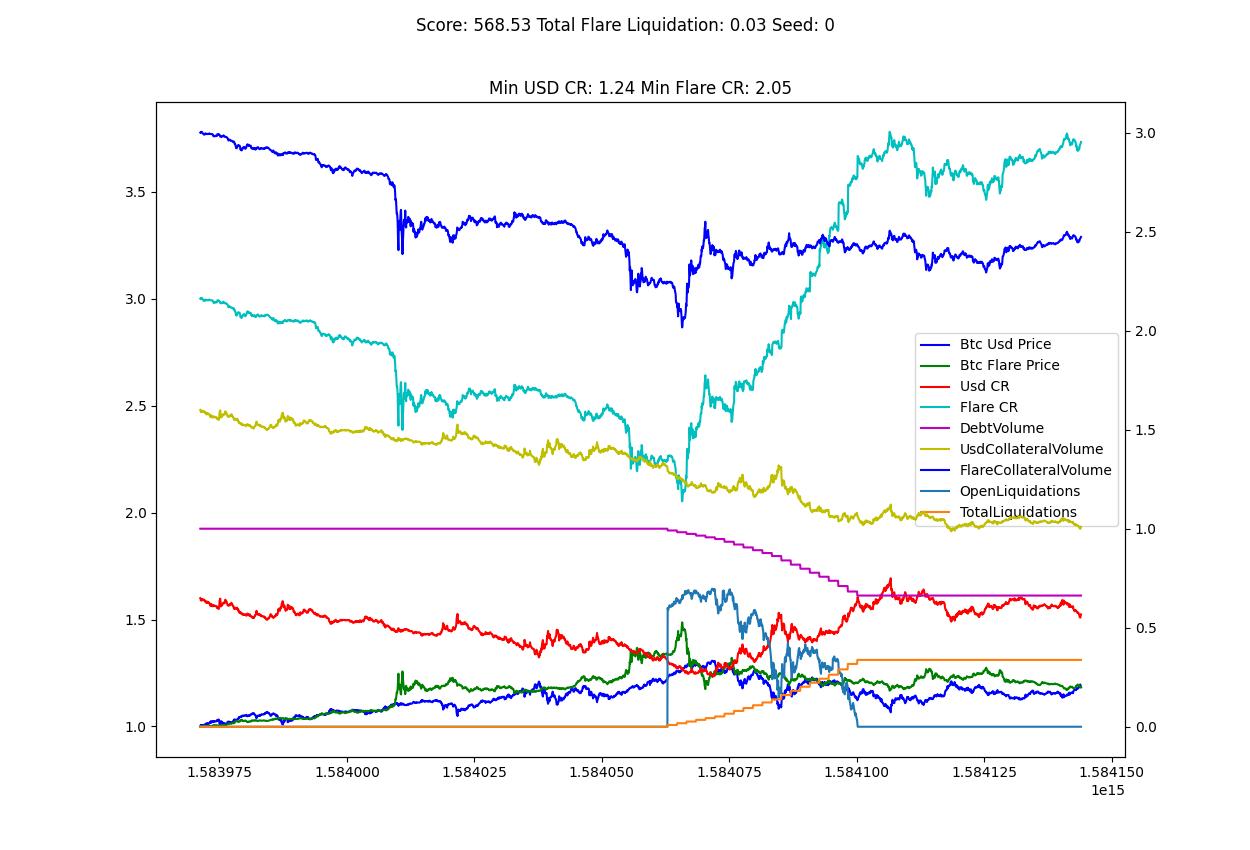 Score: 568.53 Total Flare Liquidation: 0.03 Seed: 0
Min USD CR: 1.24 Min Flare CR: 2.05
3.5
3.0
2.5
2.0
1.5
1.0
3.0
2.5
2.0
1.5
1.0
0.5
0.0
Btc Usd Price
Btc Flare Price
Usd CR
Flare CR
DebtVolume
UsdCollateralVolume
FlareCollateralVolume
OpenLiquidations
TotalLiquidations
1.583975 1.584000 1.584025 1.584050 1.584075 1.584100 1.584125 1.584150
1e15